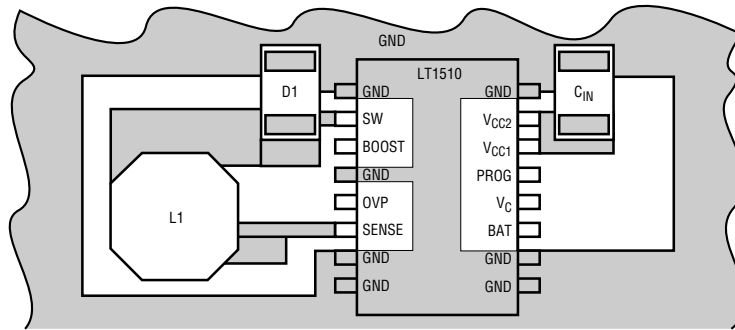 GND
LT1510
D1
C_IN
GND
GND
SW
V_CC2
BOOST
V_CC1
GND
PROG
L1
OVP
V_C
SENSE
BAT
GND
GND
GND
GND